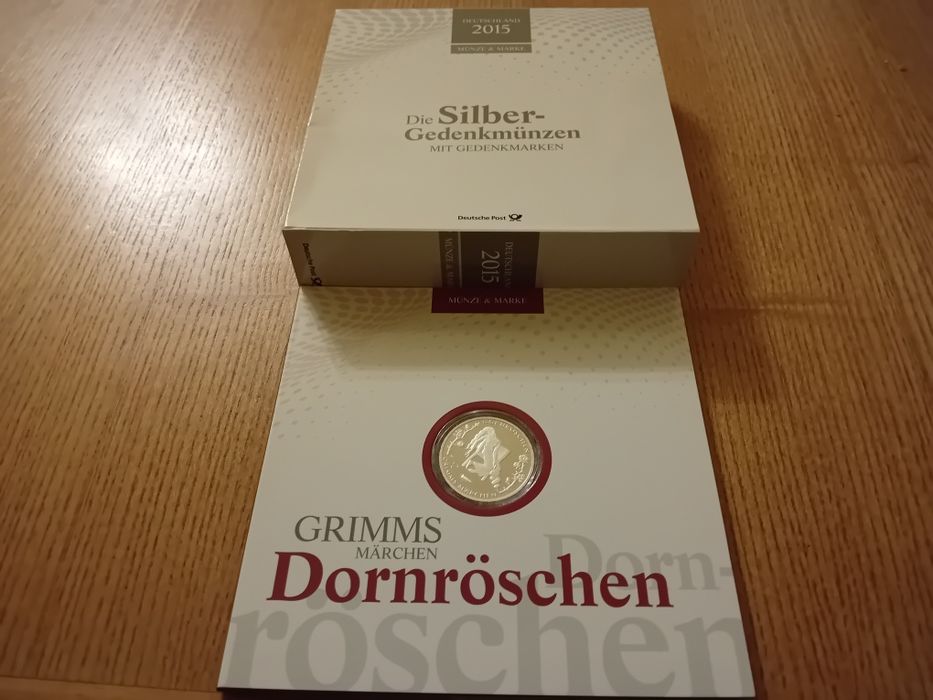 DEUTSCHLAND
2015
MÜNZE & MARKE
Die Silber-
Gedenkmünzen
MIT GEDENKMARKEN
Deutsche Post
Deutsche Post
MÜNZE & MARKE
2015
DEUTSCHLAND
MÜNZE & MARKE
GRIMMS
MÄRCHEN
Dornröschen
Dorn-
röschen